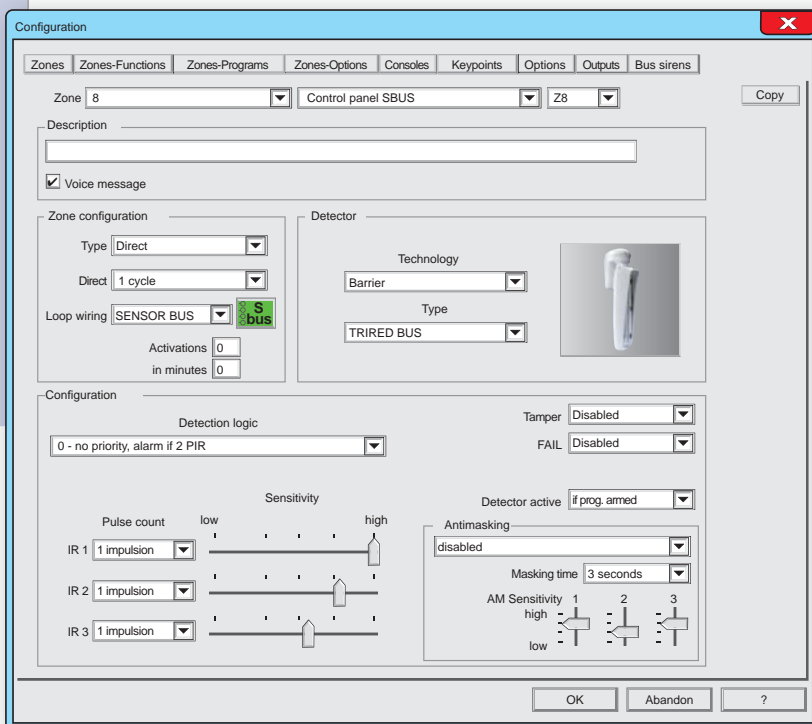 Configuration
X
Zones Zones-Functions Zones-Programs Zones-Options Consoles Keypoints Options Outputs Bus sirens
Zone 8 Control panel SBUS Z8 Copy
Description
Voice message
Zone configuration
Type Direct
Direct 1 cycle
Loop wiring SENSOR BUS S bus
Activations 0
in minutes 0
Detector
Technology
Barrier
Type
TRIRED BUS
Configuration
Detection logic
0 - no priority, alarm if 2 PIR
Tamper Disabled
FAIL Disabled
Detector active if prog. armed
Sensitivity
Pulse count low high
IR 1 1 impulsion
IR 2 1 impulsion
IR 3 1 impulsion
Antimasking
disabled
Masking time 3 seconds
AM Sensitivity 1 2 3
high
low
OK Abandon ?